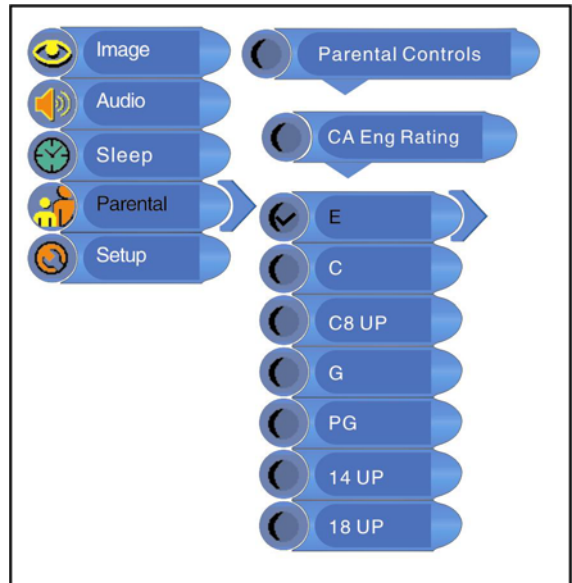 Image
Audio
Sleep
Parental
Setup
Parental Controls
CA Eng Rating
E
C
C8 UP
G
PG
14 UP
18 UP